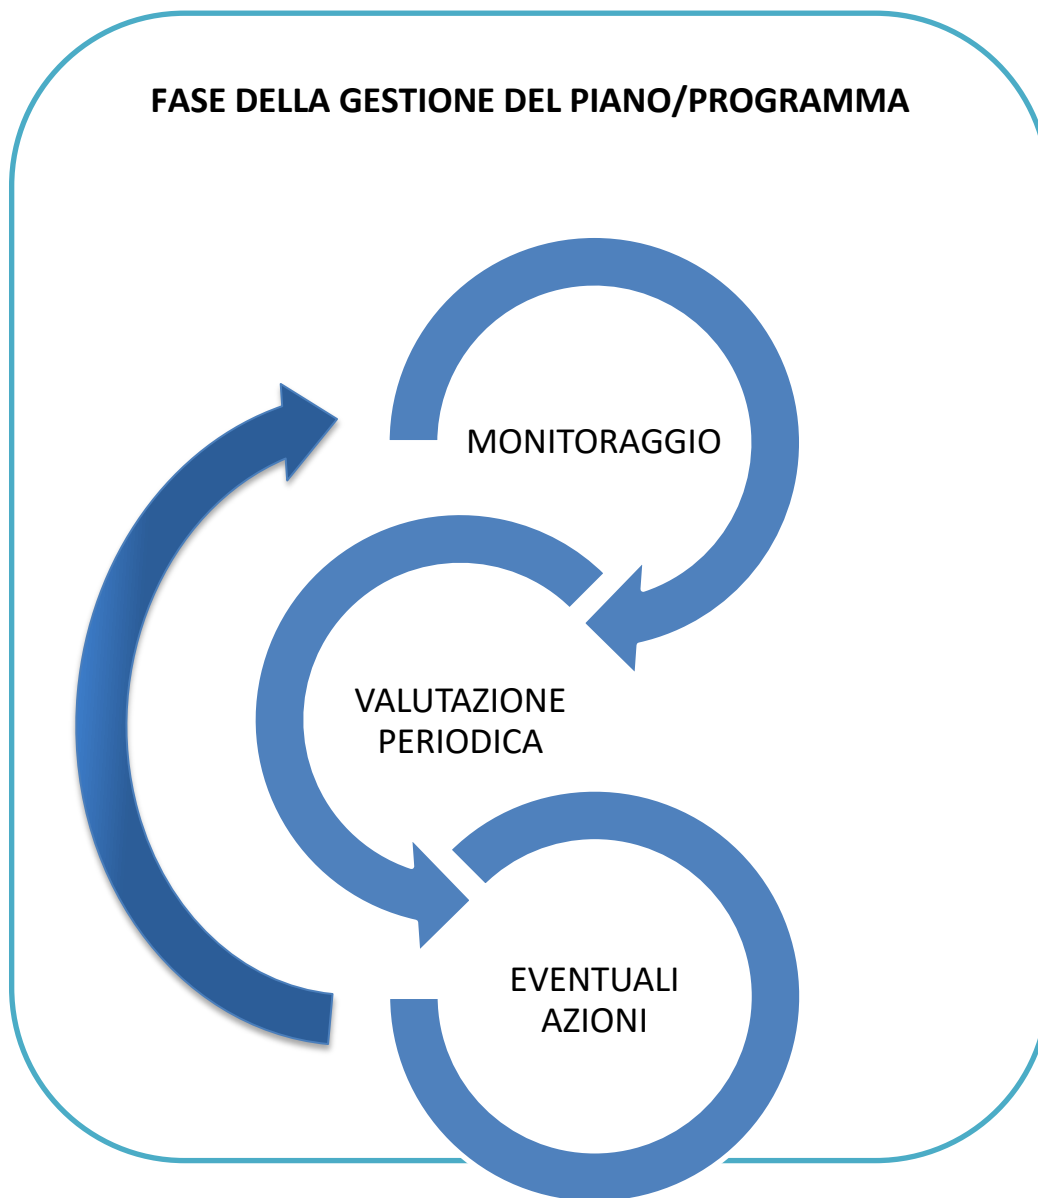 FASE DELLA GESTIONE DEL PIANO/PROGRAMMA
MONITORAGGIO
VALUTAZIONE
PERIODICA
EVENTUALI
AZIONI